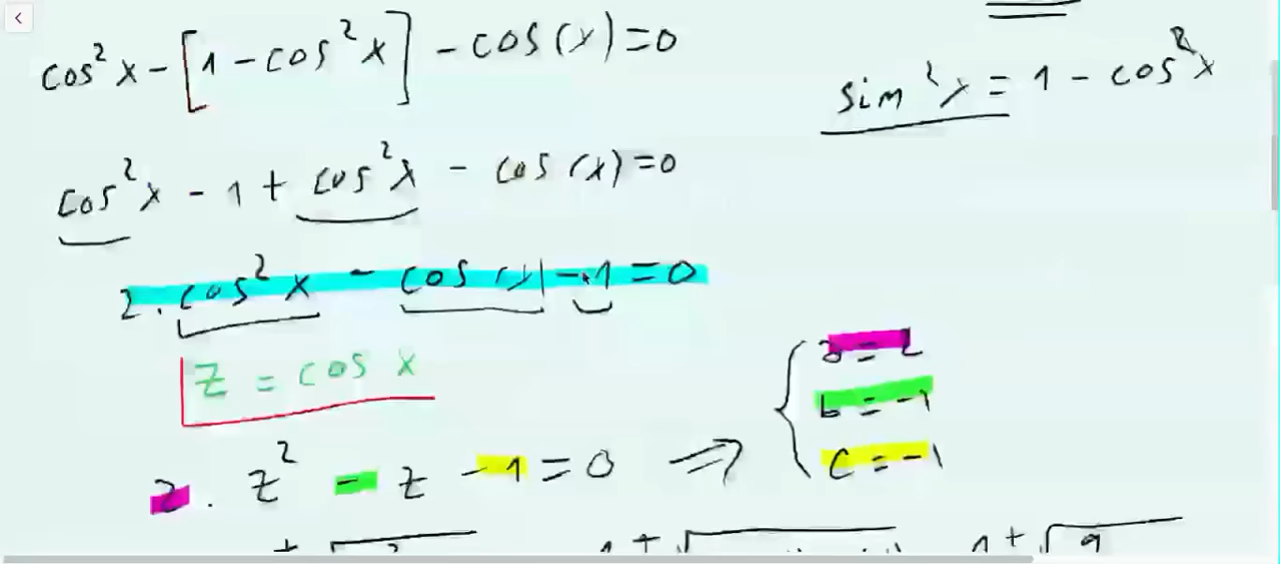 cos²x - [1 - cos²x] - cos(x) = 0
sim²x = 1 - cos²x
cos²x - 1 + cos²x - cos(x) = 0
2. cos²x - cos(x) - 1 = 0
z = cos x
a = 2
b = -1
c = -1
2. z² - z - 1 = 0 ⇒